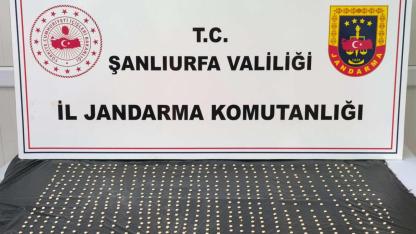 T.C.
ŞANLIURFA VALİLİĞİ
İL JANDARMA KOMUTANLIĞI
JANDARMA